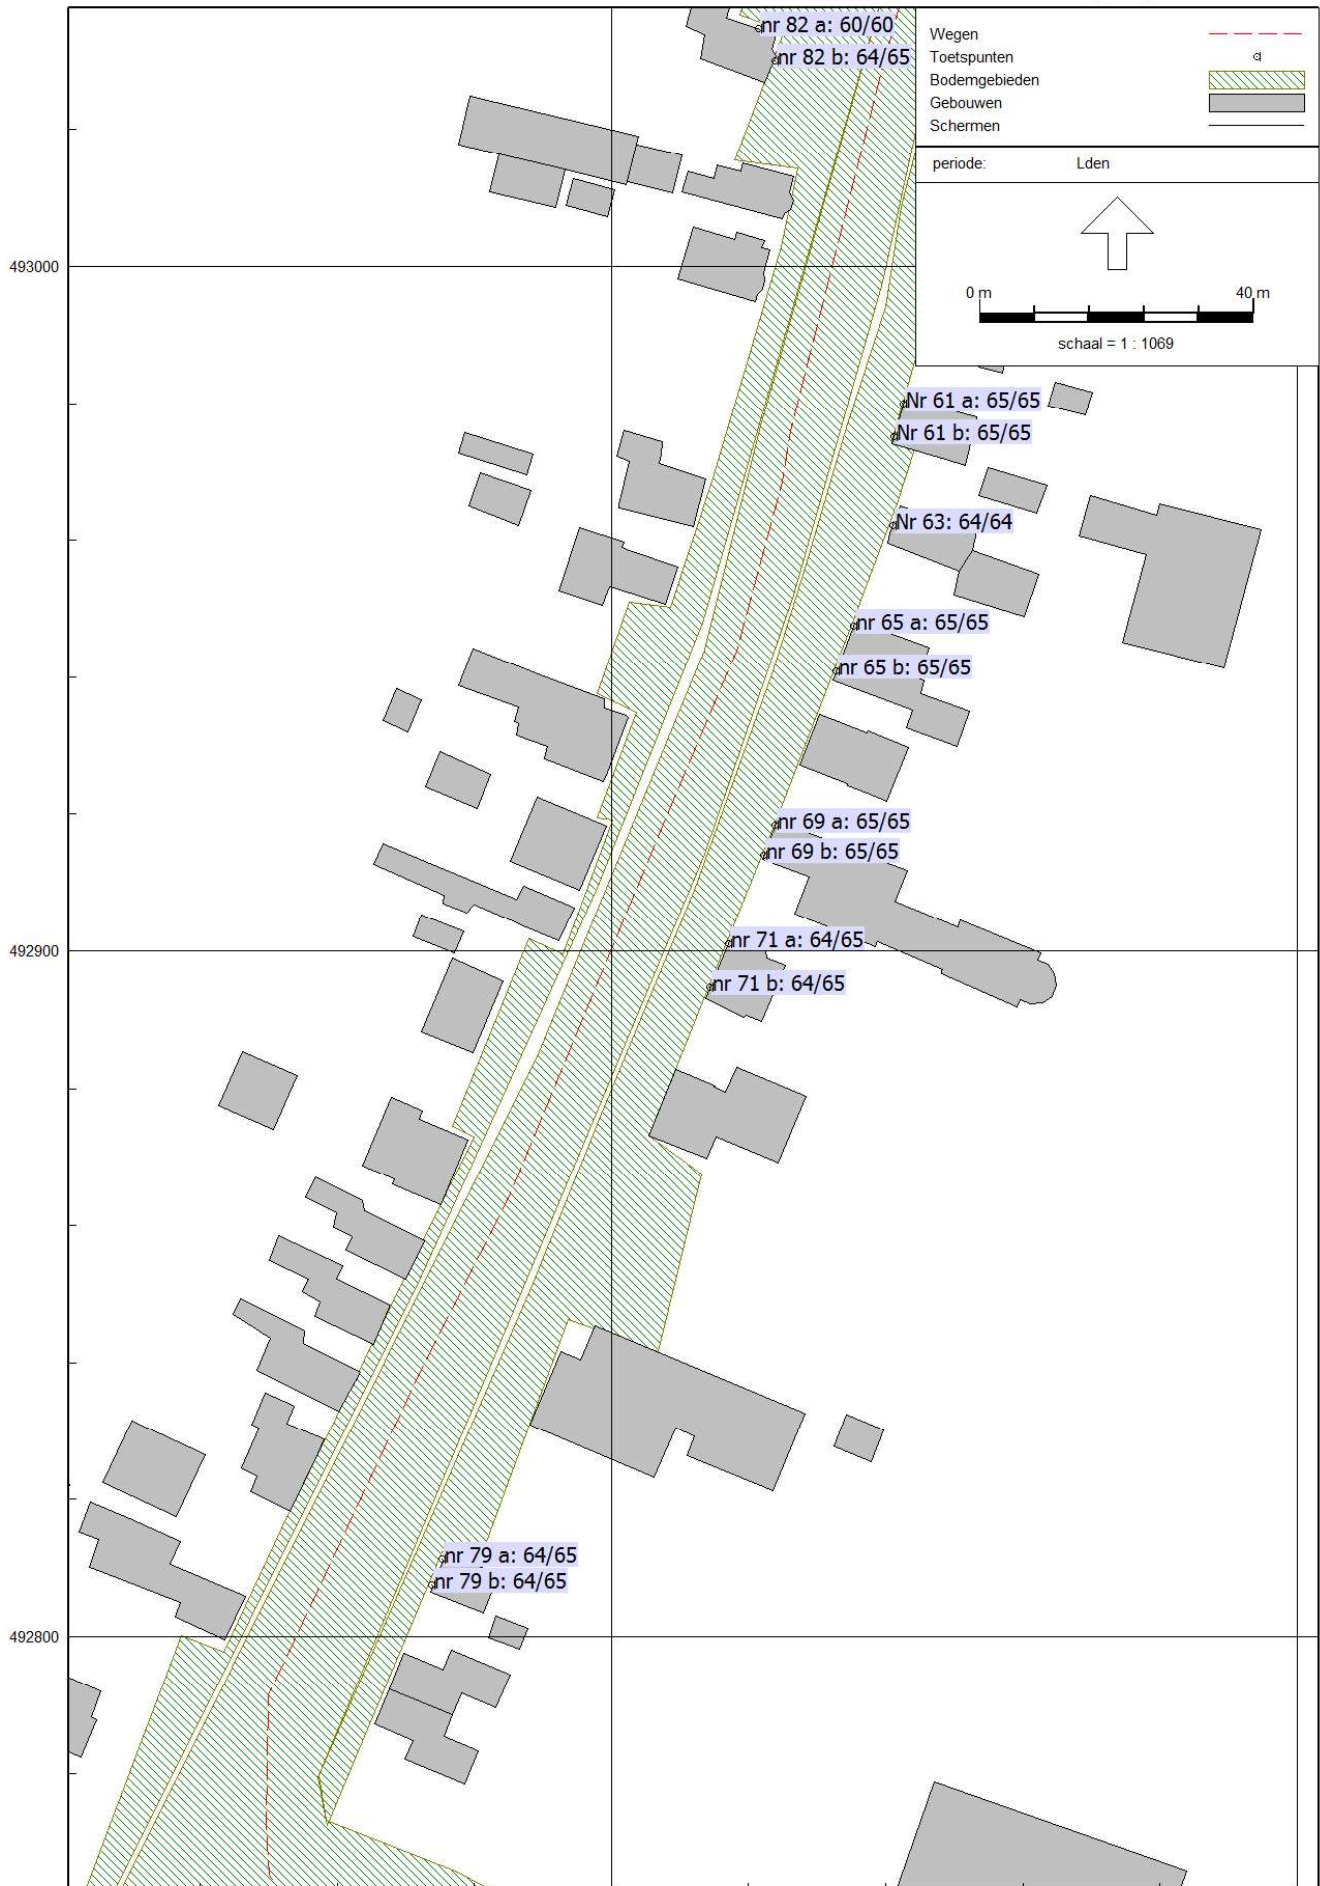 nr 82 a: 60/60
nr 82 b: 64/65
Wegen
Toetspunten
Bodemgebieden
Gebouwen
Schermen
periode: Lden
0 m 40 m
schaal = 1 : 1069
493000
Nr 61 a: 65/65
Nr 61 b: 65/65
Nr 63: 64/64
nr 65 a: 65/65
nr 65 b: 65/65
nr 69 a: 65/65
nr 69 b: 65/65
nr 71 a: 64/65
492900
nr 71 b: 64/65
nr 79 a: 64/65
nr 79 b: 64/65
492800